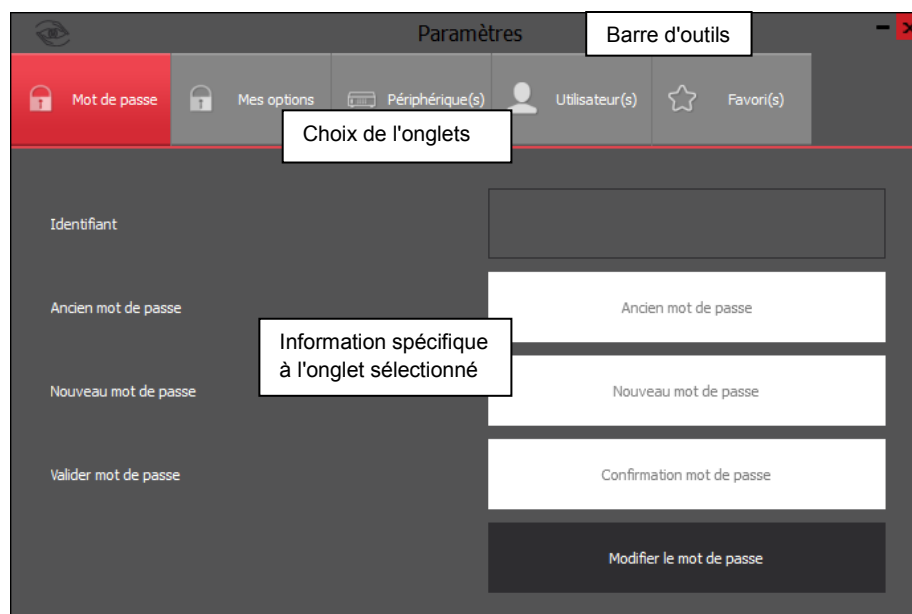 Paramètres
Barre d'outils
Mot de passe
Mes options
Périphérique(s)
Utilisateur(s)
Favori(s)
Choix de l'onglets
Identifiant
Ancien mot de passe
Ancien mot de passe
Information spécifique
à l'onglet sélectionné
Nouveau mot de passe
Nouveau mot de passe
Valider mot de passe
Confirmation mot de passe
Modifier le mot de passe